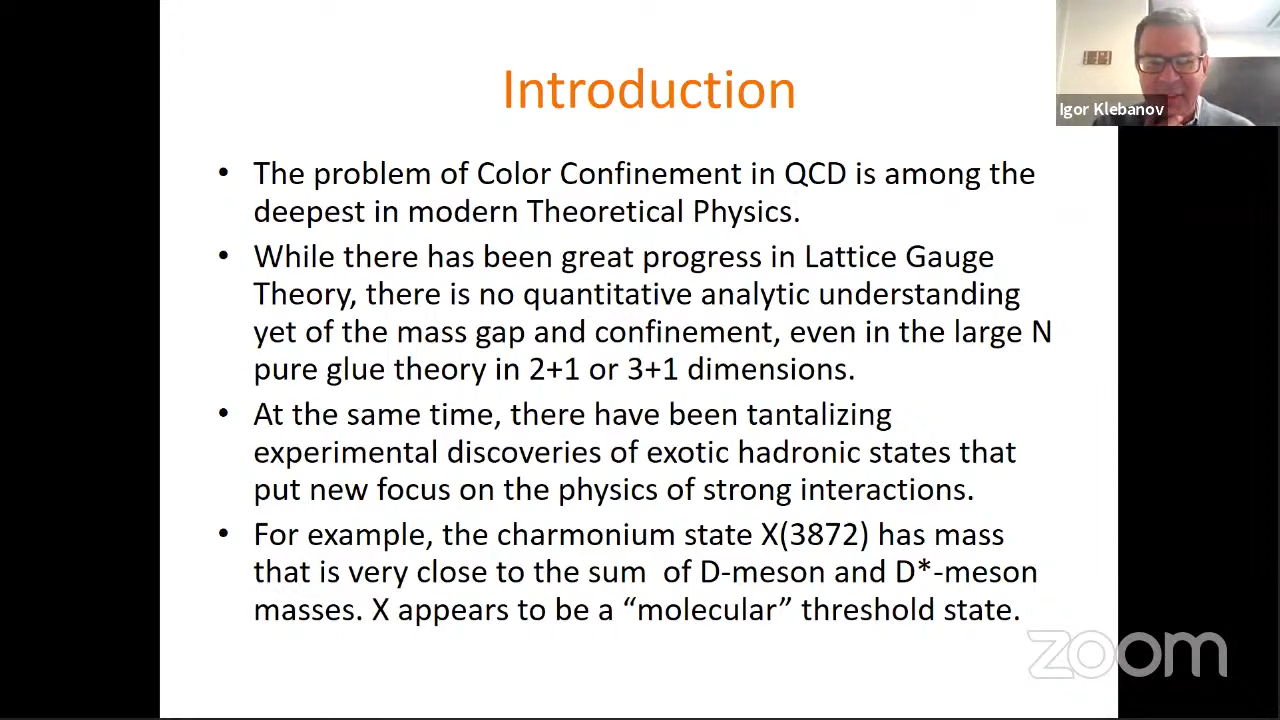 Introduction
Igor Klebanov
• The problem of Color Confinement in QCD is among the
deepest in modern Theoretical Physics.
• While there has been great progress in Lattice Gauge
Theory, there is no quantitative analytic understanding
yet of the mass gap and confinement, even in the large N
pure glue theory in 2+1 or 3+1 dimensions.
• At the same time, there have been tantalizing
experimental discoveries of exotic hadronic states that
put new focus on the physics of strong interactions.
• For example, the charmonium state X(3872) has mass
that is very close to the sum  of D-meson and D*-meson
masses. X appears to be a “molecular” threshold state.
zoom